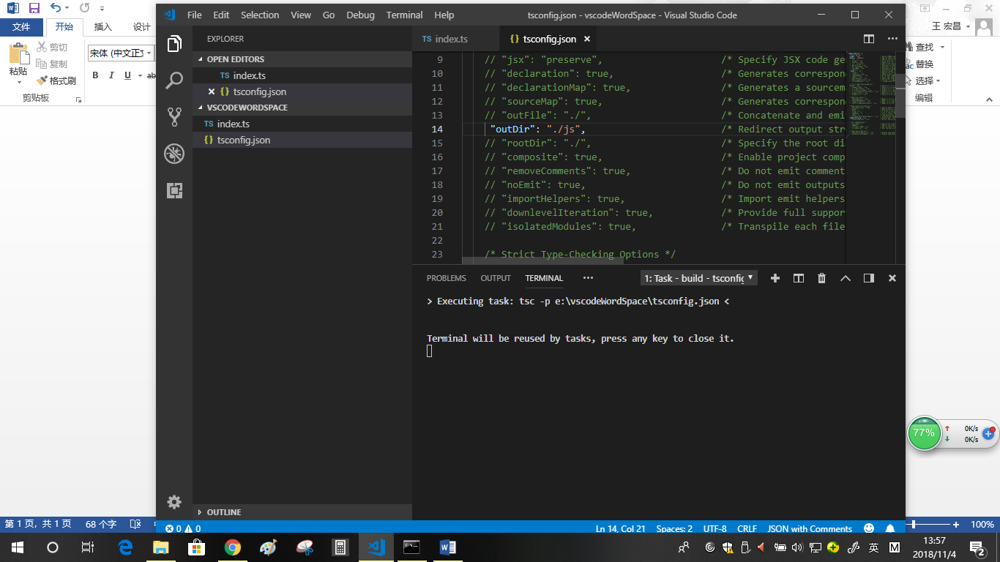 File Edit Selection View Go Debug Terminal Help
tsconfig.json - vscodeWordSpace - Visual Studio Code
文件 开始 插入 设计
王 宏昌
剪切
复制
格式刷
粘贴
剪贴板
宋体 (中文正文
B I U abc
查找
替换
选择
编辑
EXPLORER
OPEN EDITORS
TS index.ts
{} tsconfig.json
VSCODEWORDSPACE
TS index.ts
{} tsconfig.json
OUTLINE
TS index.ts {} tsconfig.json
9 // "jsx": "preserve", /* Specify JSX code ge
10 // "declaration": true, /* Generates correspon
11 // "declarationMap": true, /* Generates a sourcem
12 // "sourceMap": true, /* Generates correspon
13 // "outFile": "./", /* Concatenate and emi
14 "outDir": "./js", /* Redirect output str
15 // "rootDir": "./", /* Specify the root di
16 // "composite": true, /* Enable project comp
17 // "removeComments": true, /* Do not emit comment
18 // "noEmit": true, /* Do not emit outputs
19 // "importHelpers": true, /* Import emit helpers
20 // "downlevelIteration": true, /* Provide full suppor
21 // "isolatedModules": true, /* Transpile each file
22
23 /* Strict Type-Checking Options */
PROBLEMS OUTPUT TERMINAL ••• 1: Task - build - tsconfig
> Executing task: tsc -p e:\vscodeWordSpace\tsconfig.json <
Terminal will be reused by tasks, press any key to close it.
77%
0K/s
0K/s
第 1 页，共 1 页 68 个字
0 0
Ln 14, Col 21 Spaces: 2 UTF-8 CRLF JSON with Comments
100%
英 M
13:57
2018/11/4
2